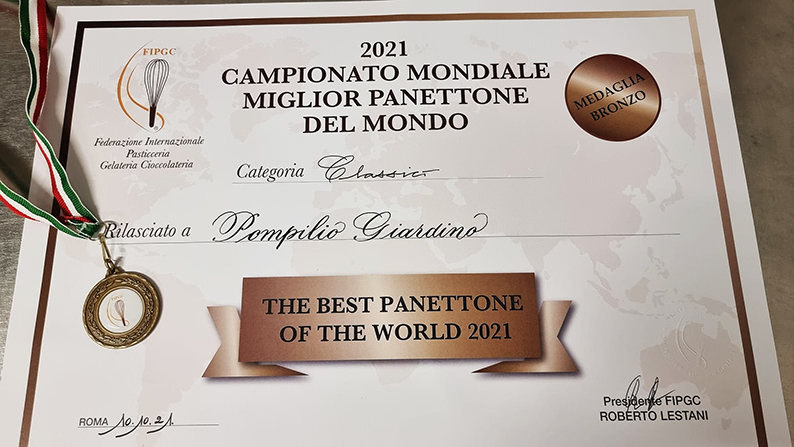 FIPGC
Federazione Internazionale
Pasticceria
Gelateria Cioccolateria
2021
CAMPIONATO MONDIALE
MIGLIOR PANETTONE
DEL MONDO
MEDAGLIA
BRONZO
Categoria Classico
Rilasciato a Pompilio Giardino
THE BEST PANETTONE
OF THE WORLD 2021
ROMA 10.10.21.
Presidente FIPGC
ROBERTO LESTANI